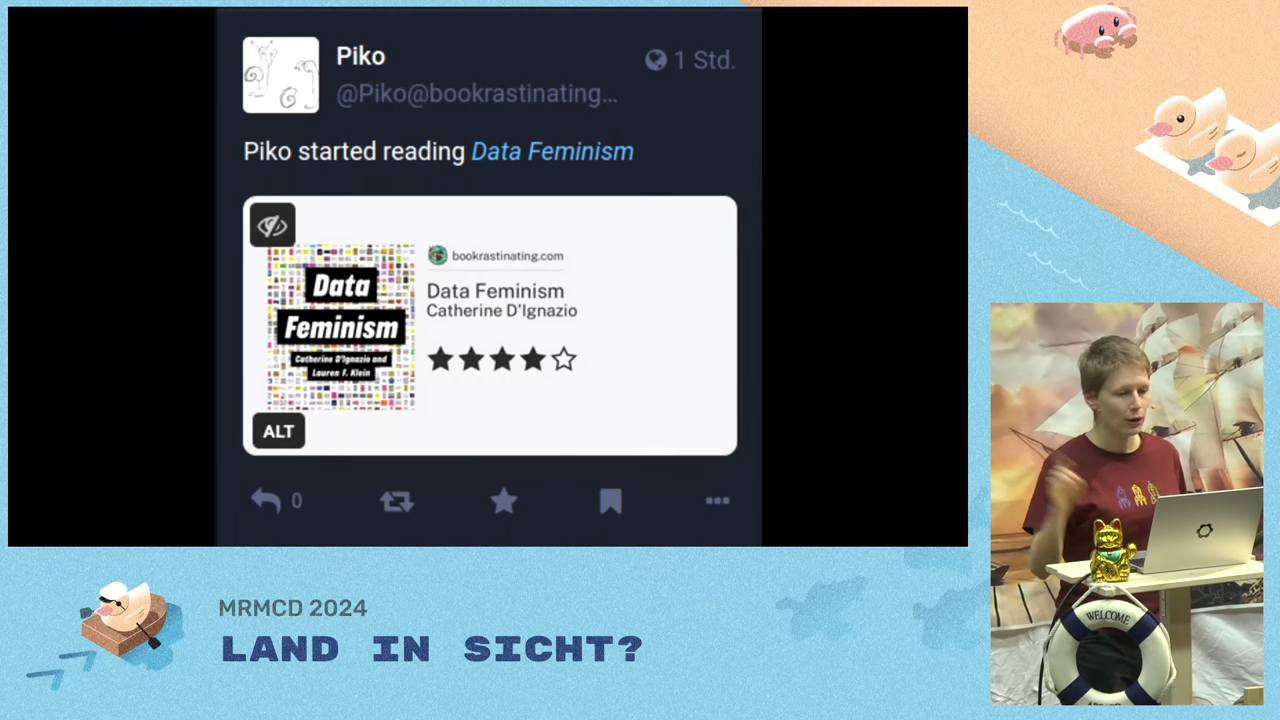 Piko
1 Std.
@Piko@bookrastinating...
Piko started reading Data Feminism
Data
Feminism
Catherine D'Ignazio and
Lauren F. Klein
bookrastinating.com
Data Feminism
Catherine D'Ignazio
ALT
0
MRMCD 2024
LAND IN SICHT?
WELCOME